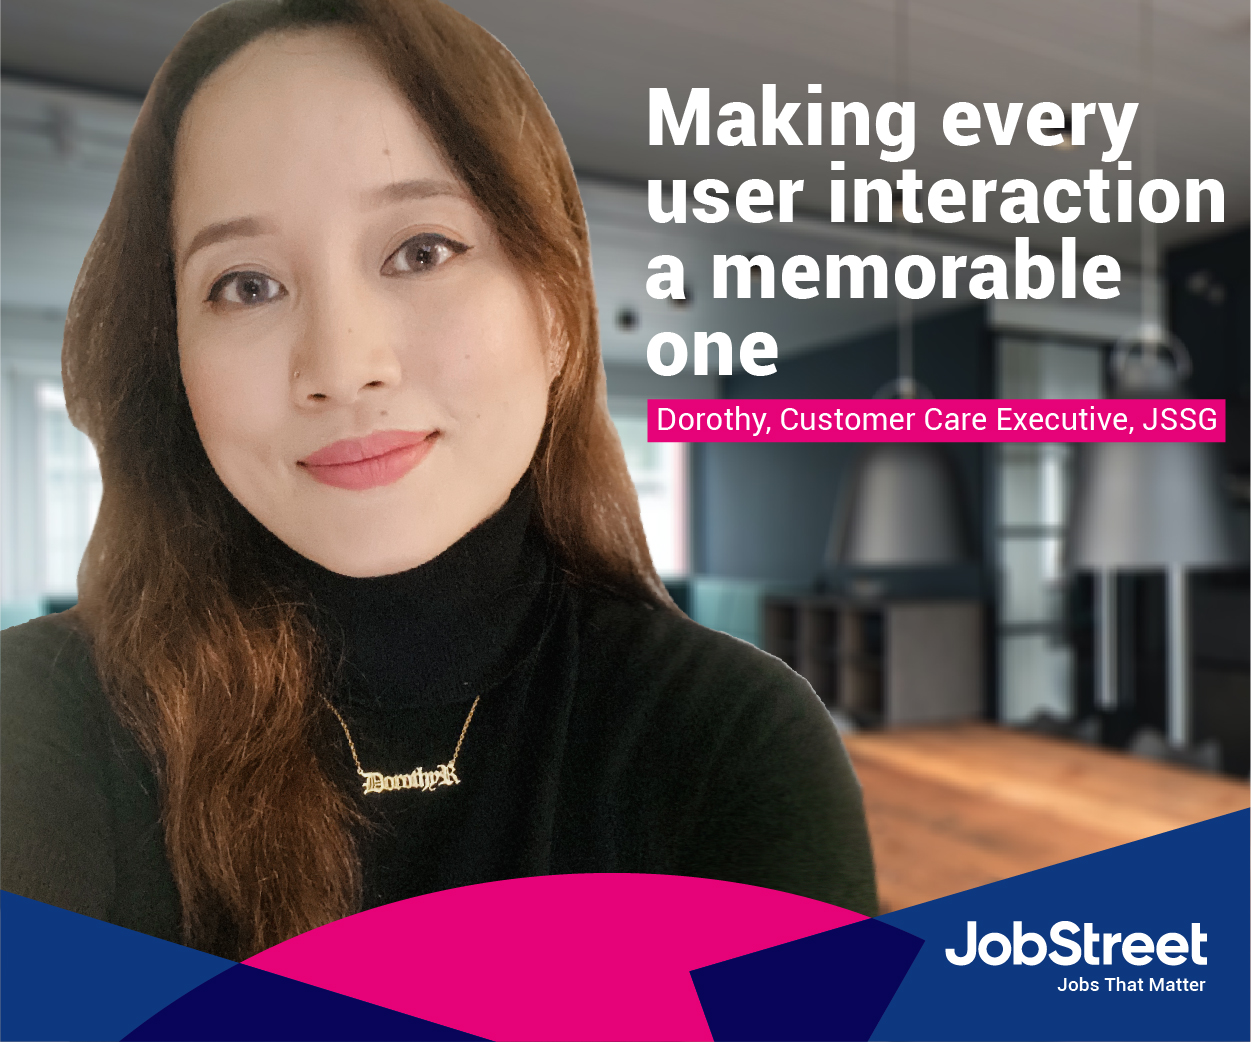 Making every
user interaction
a memorable
one
Dorothy, Customer Care Executive, JSSG
DorothyR
JobStreet
Jobs That Matter